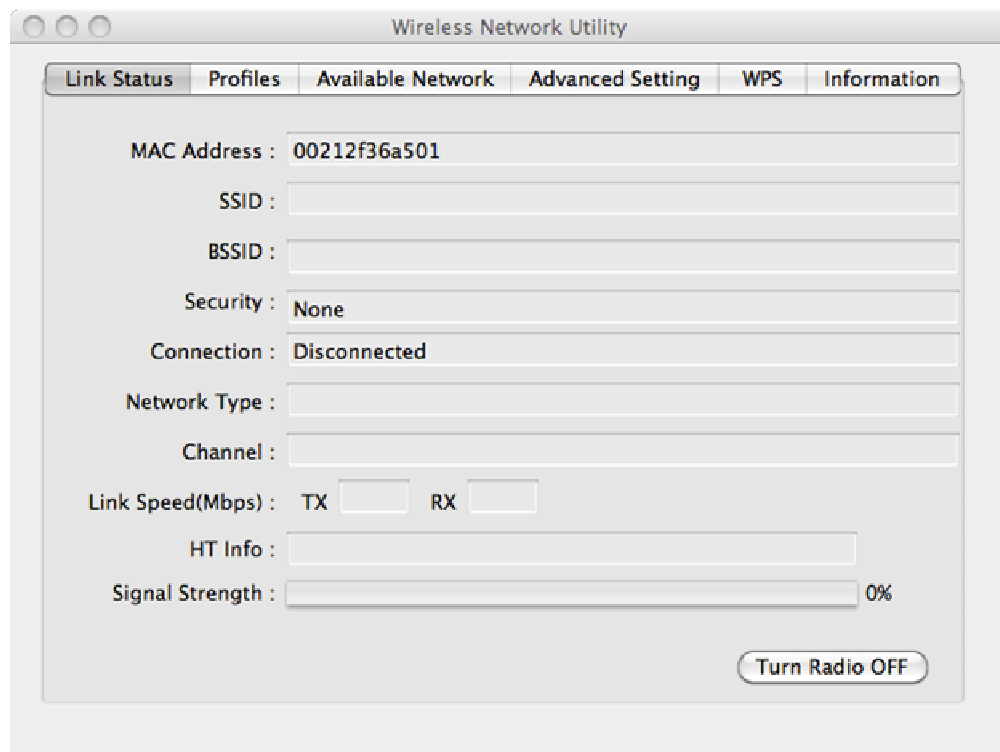 Wireless Network Utility
Link Status Profiles Available Network Advanced Setting WPS Information
MAC Address : 00212f36a501
SSID :
BSSID :
Security : None
Connection : Disconnected
Network Type :
Channel :
Link Speed(Mbps) : TX RX
HT Info :
Signal Strength : 0%
Turn Radio OFF